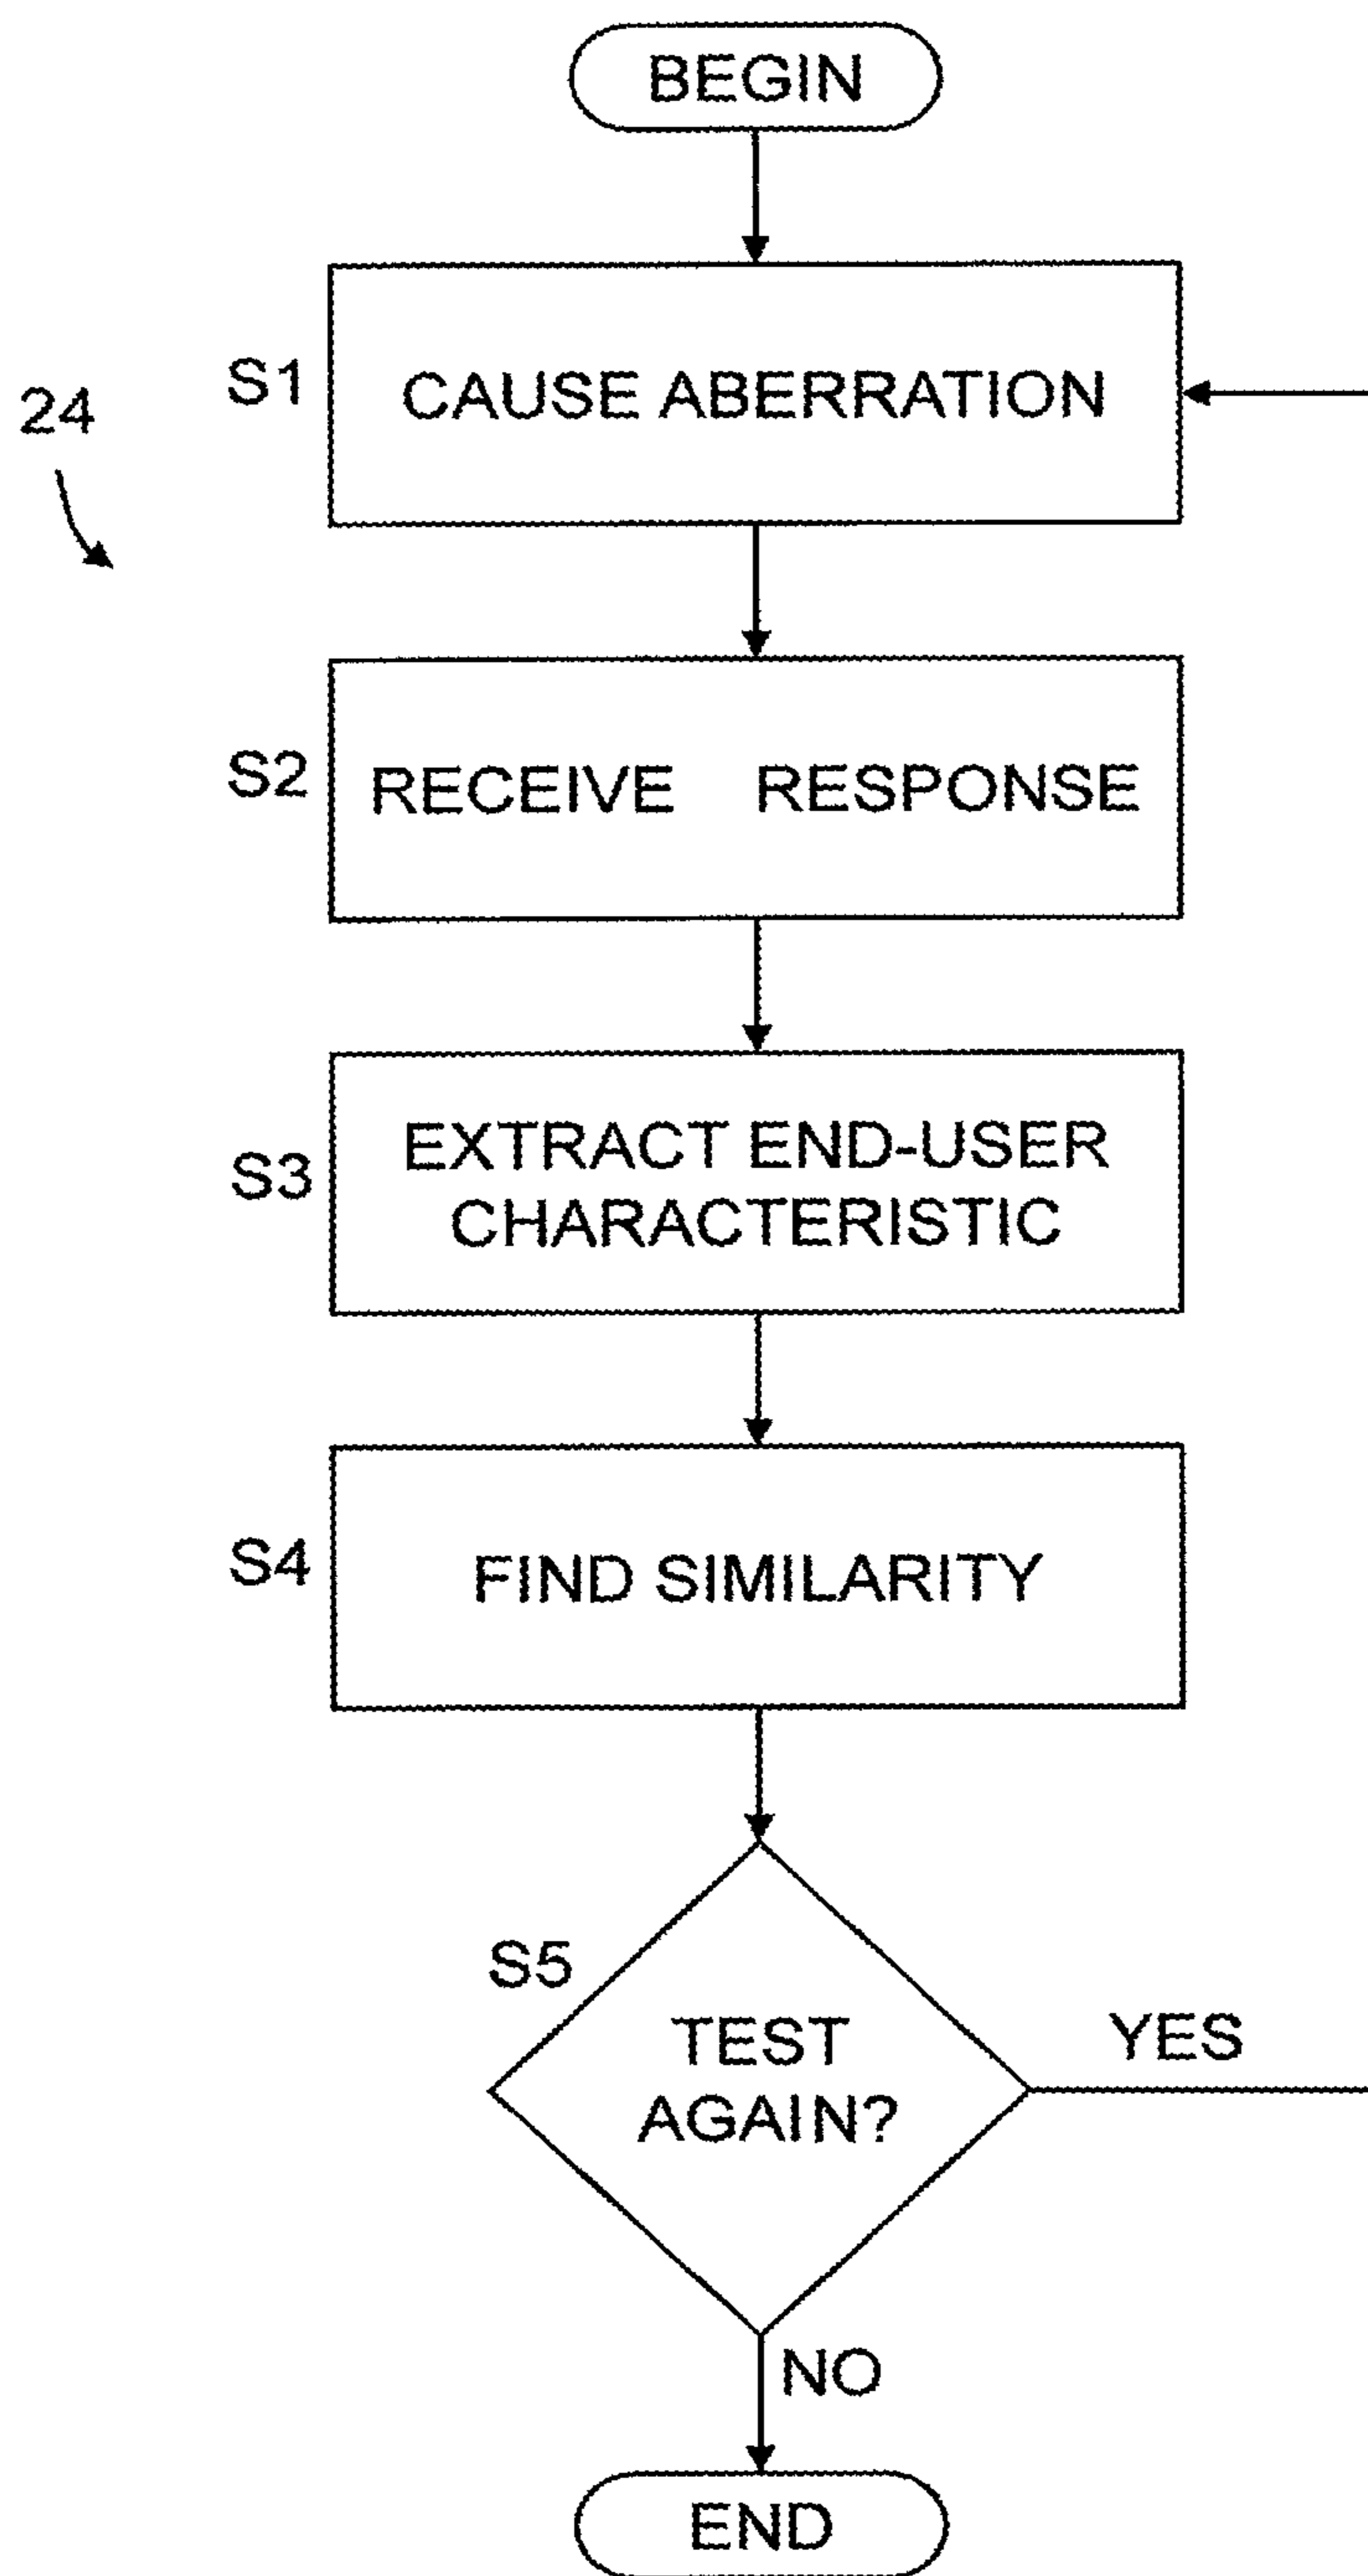 BEGIN
24
S1
CAUSE ABERRATION
S2
RECEIVE RESPONSE
S3
EXTRACT END-USER
CHARACTERISTIC
S4
FIND SIMILARITY
S5
TEST
AGAIN?
YES
NO
END